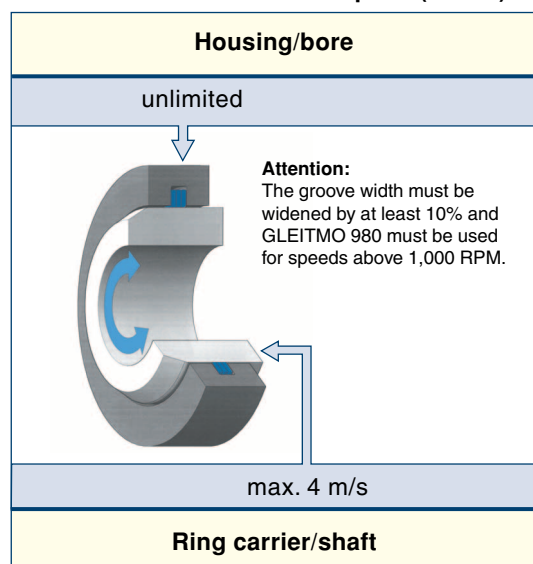 Housing/bore
unlimited
Attention:
The groove width must be
widened by at least 10% and
GLEITMO 980 must be used
for speeds above 1,000 RPM.
max. 4 m/s
Ring carrier/shaft